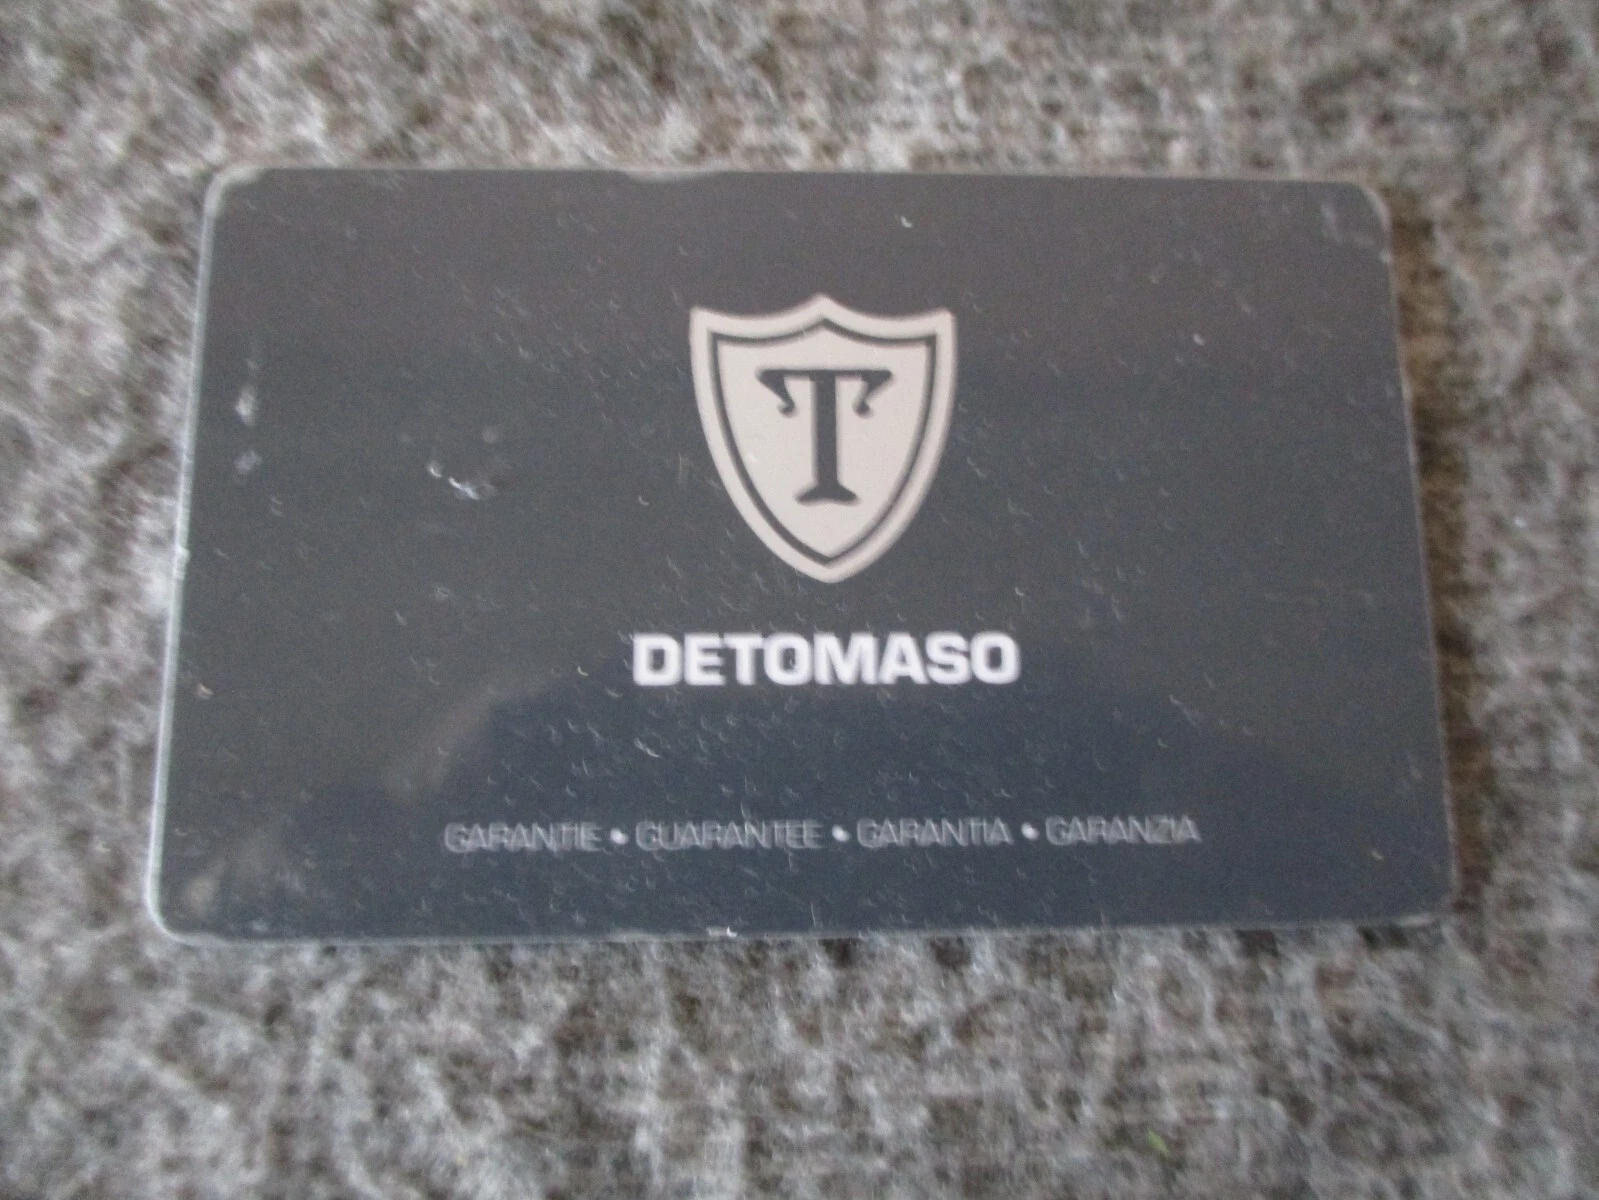 T
DETOMASO
GARANTIE • GUARANTEE • GARANTIA • GARANZIA